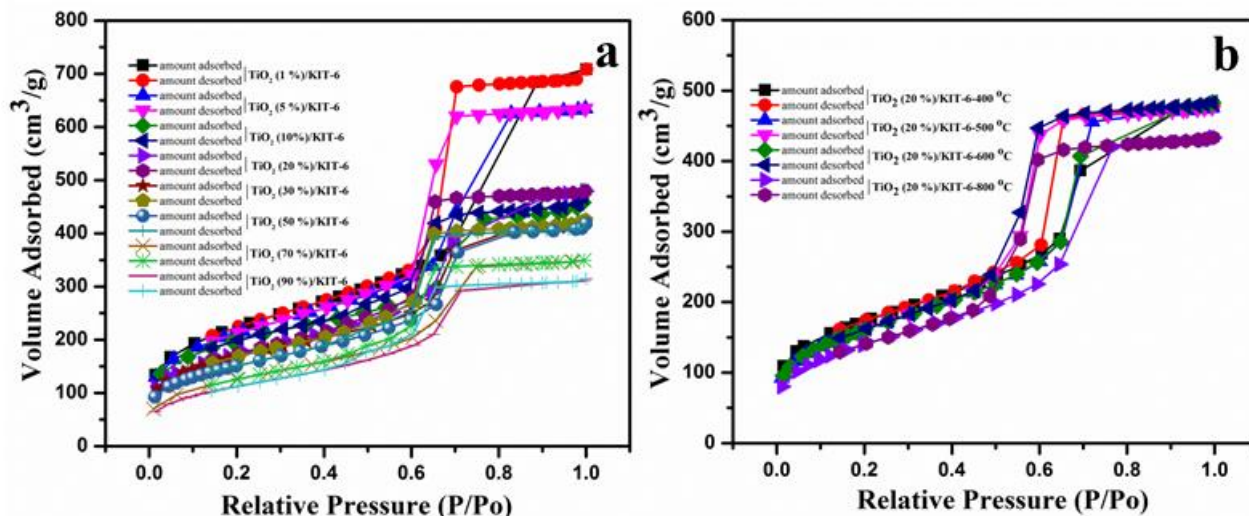 a
Volume Adsorbed (cm³/g)
800
700
600
500
400
300
200
100
0
amount adsorbed
amount desorbed
TiO₂ (1 %)/KIT-6
amount adsorbed
amount desorbed
TiO₂ (5 %)/KIT-6
amount adsorbed
amount desorbed
TiO₂ (10%)/KIT-6
amount adsorbed
amount desorbed
TiO₂ (20 %)/KIT-6
amount adsorbed
amount desorbed
TiO₂ (30 %)/KIT-6
amount adsorbed
amount desorbed
TiO₂ (50 %)/KIT-6
amount adsorbed
amount desorbed
TiO₂ (70 %)/KIT-6
amount adsorbed
amount desorbed
TiO₂ (90 %)/KIT-6
0.0 0.2 0.4 0.6 0.8 1.0
Relative Pressure (P/Po)
b
Volume Adsorbed (cm³/g)
600
500
400
300
200
100
0
amount adsorbed
amount desorbed
TiO₂ (20 %)/KIT-6-400 °C
amount adsorbed
amount desorbed
TiO₂ (20 %)/KIT-6-500 °C
amount adsorbed
amount desorbed
TiO₂ (20 %)/KIT-6-600 °C
amount adsorbed
amount desorbed
TiO₂ (20 %)/KIT-6-800 °C
0.0 0.2 0.4 0.6 0.8 1.0
Relative Pressure (P/Po)